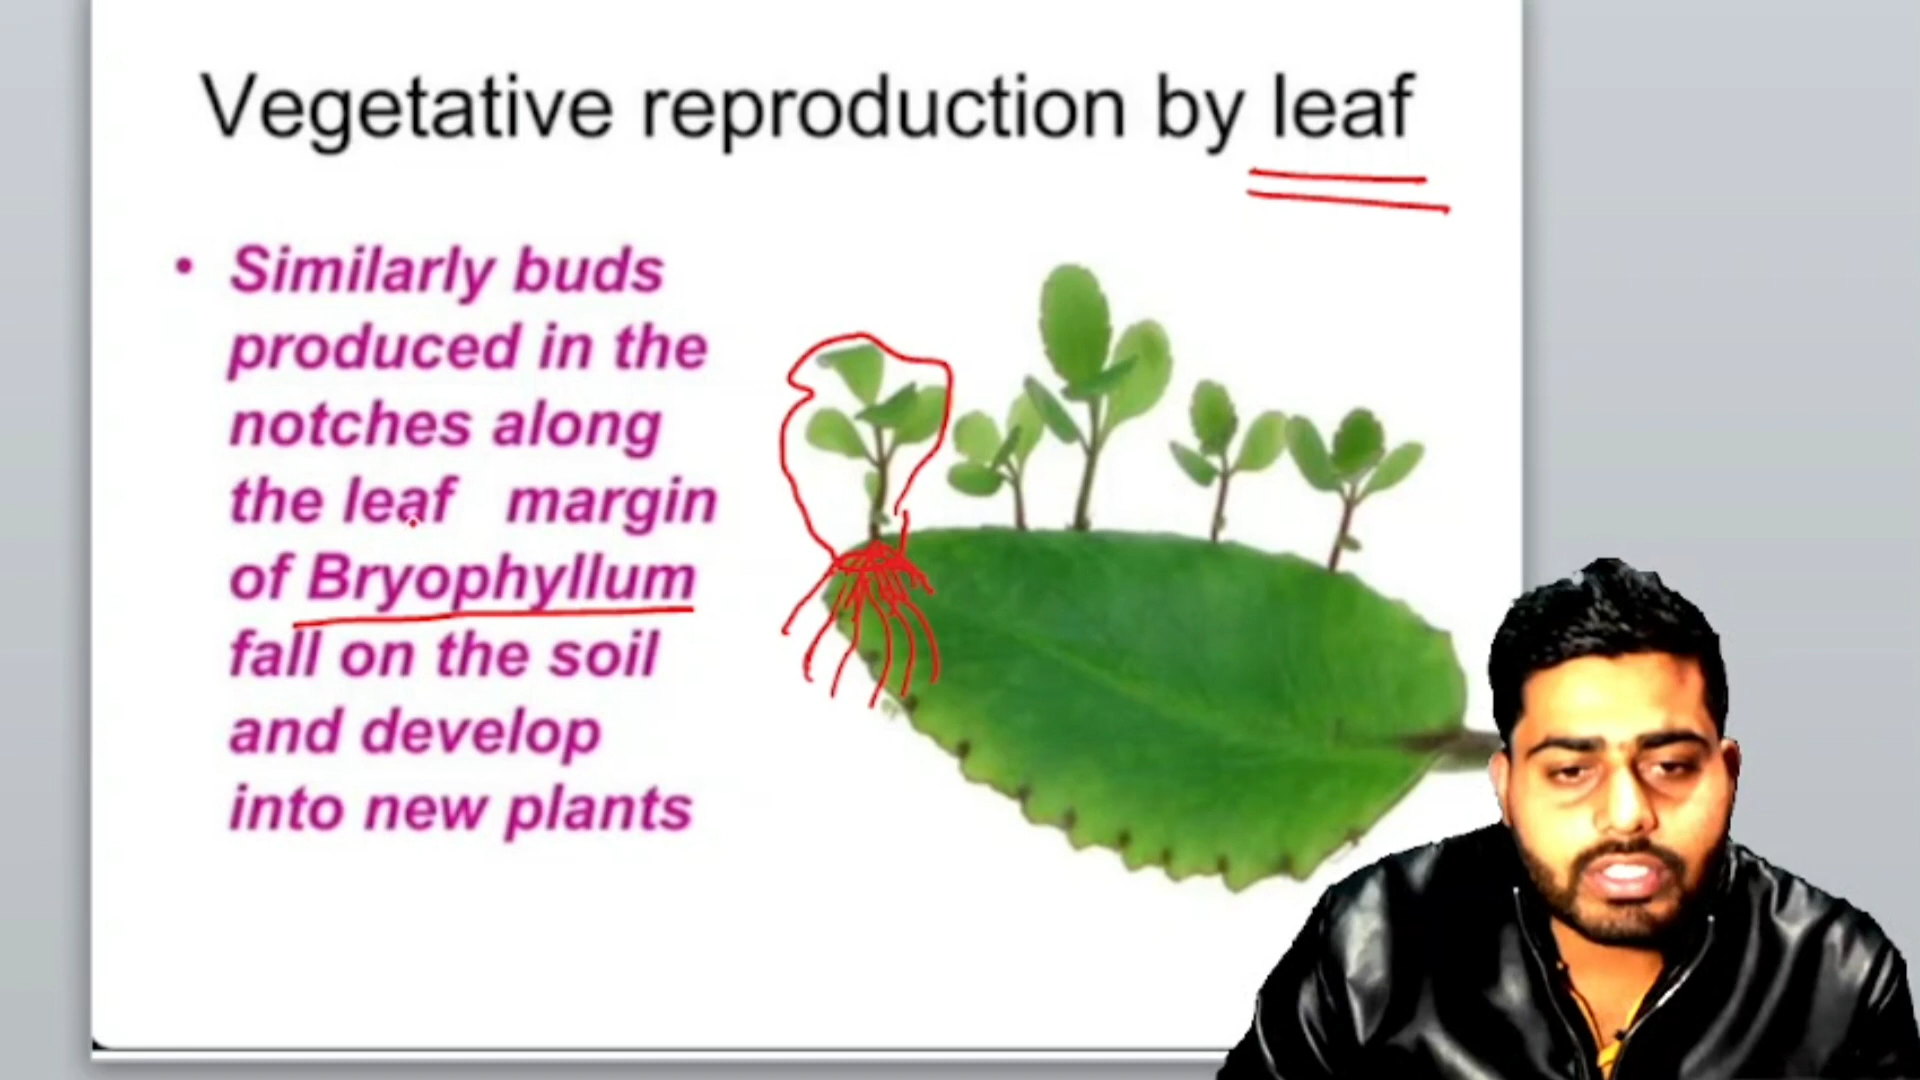 Vegetative reproduction by leaf
• Similarly buds
produced in the
notches along
the leaf margin
of Bryophyllum
fall on the soil
and develop
into new plants